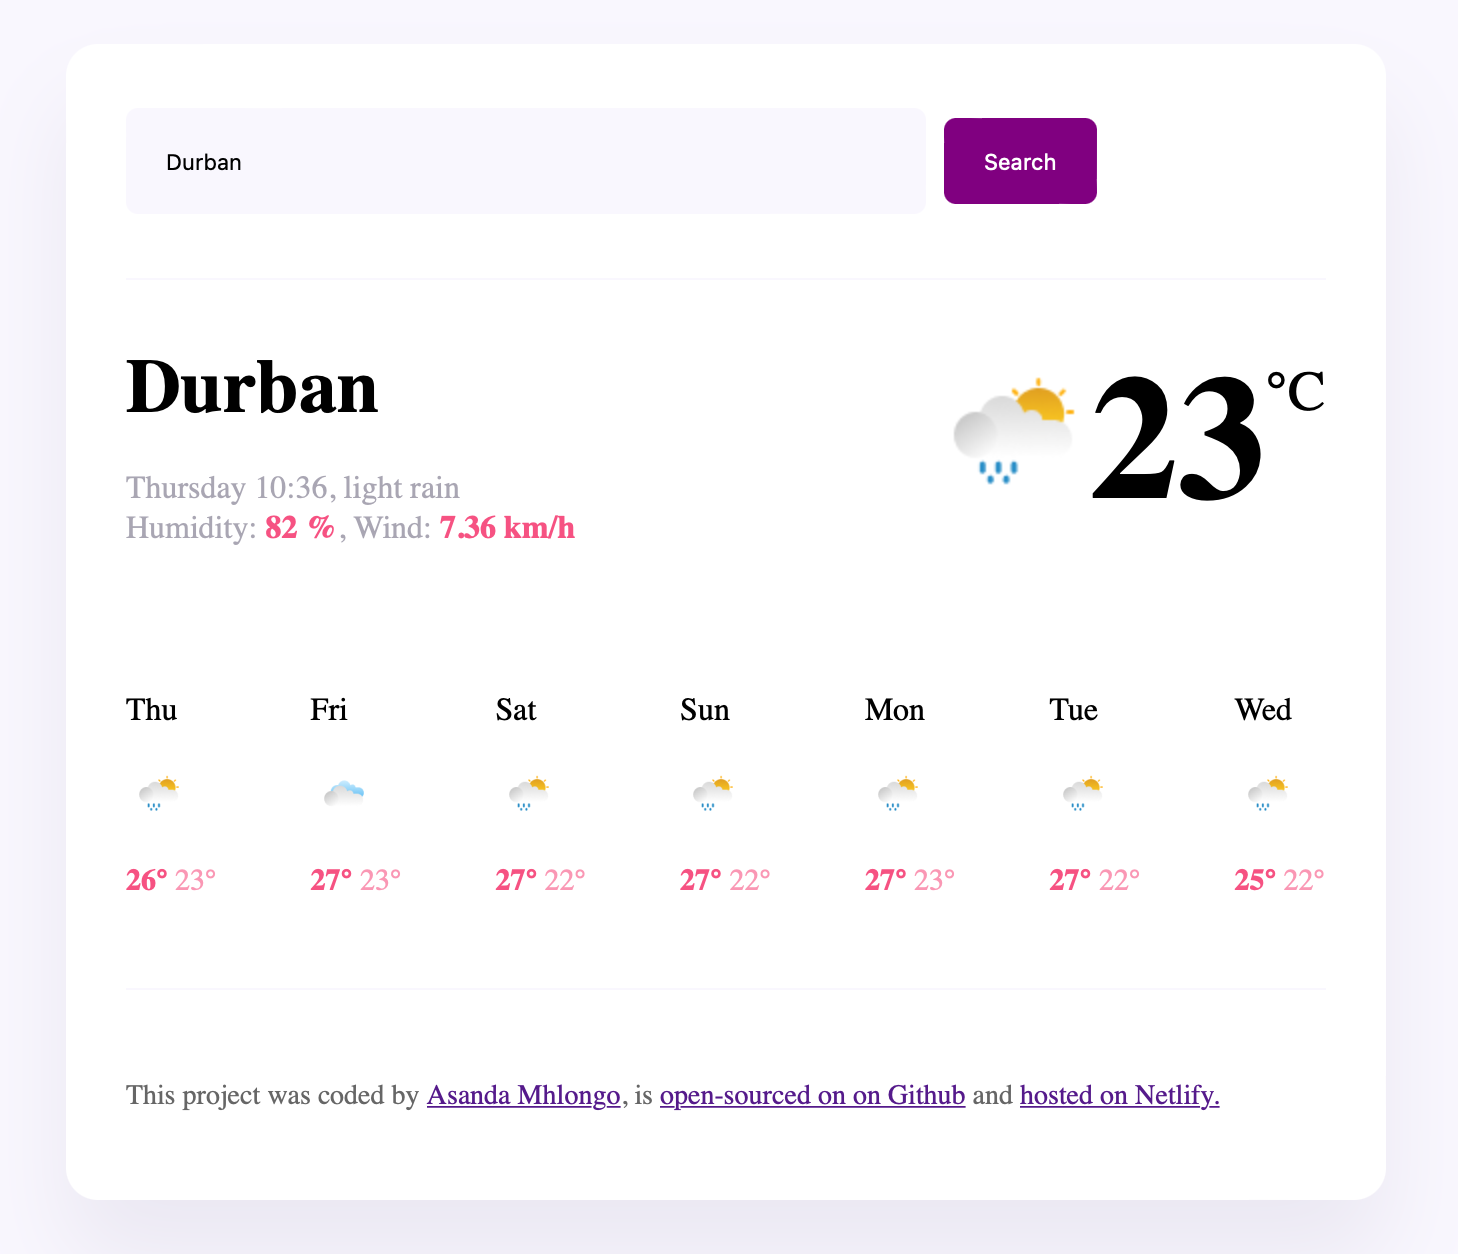 Durban
Search
Durban
23°C
Thursday 10:36, light rain
Humidity: 82 %, Wind: 7.36 km/h
Thu Fri Sat Sun Mon Tue Wed
26° 23° 27° 23° 27° 22° 27° 22° 27° 23° 27° 22° 25° 22°
This project was coded by Asanda Mhlongo, is open-sourced on on Github and hosted on Netlify.